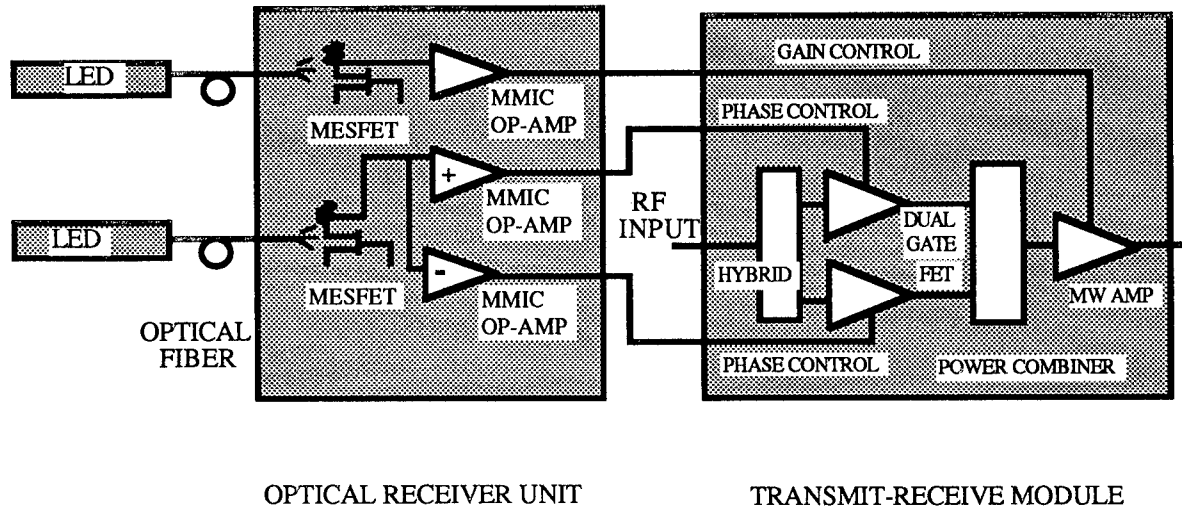 LED
MESFET
MMIC
OP-AMP
GAIN CONTROL
PHASE CONTROL
+
MMIC
OP-AMP
RF
INPUT
LED
MESFET
-
MMIC
OP-AMP
HYBRID
DUAL
GATE
FET
MW AMP
OPTICAL
FIBER
PHASE CONTROL
POWER COMBINER
OPTICAL RECEIVER UNIT
TRANSMIT-RECEIVE MODULE